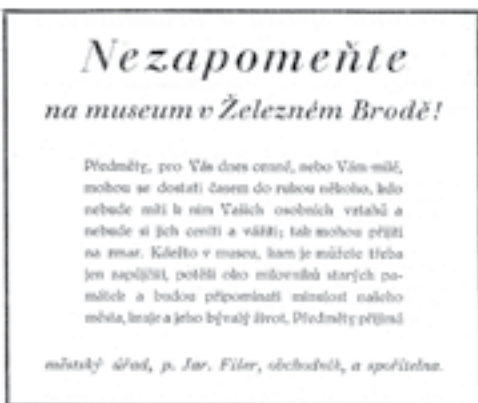 Nezapomeňte
na museum v Železném Brodě!
Předměty, pro Vás dnes cenné, nebo Vám milé,
mohou se dostati časem do rukou někoho, kdo
nebude míti k nim Vašich osobních vztahů a
nebude si jich ceniti a vážiti; tak mohou přijíti
na zmar. Kdežto v museu, kam je můžete třeba
jen zapůjčiti, potěší oko milovníků starých pa-
mátek a budou připomínati minulost našeho
města, kraje a jeho bývalý život. Předměty přijímá
městský úřad, p. Jar. Fišer, obchodník, a spořitelna.